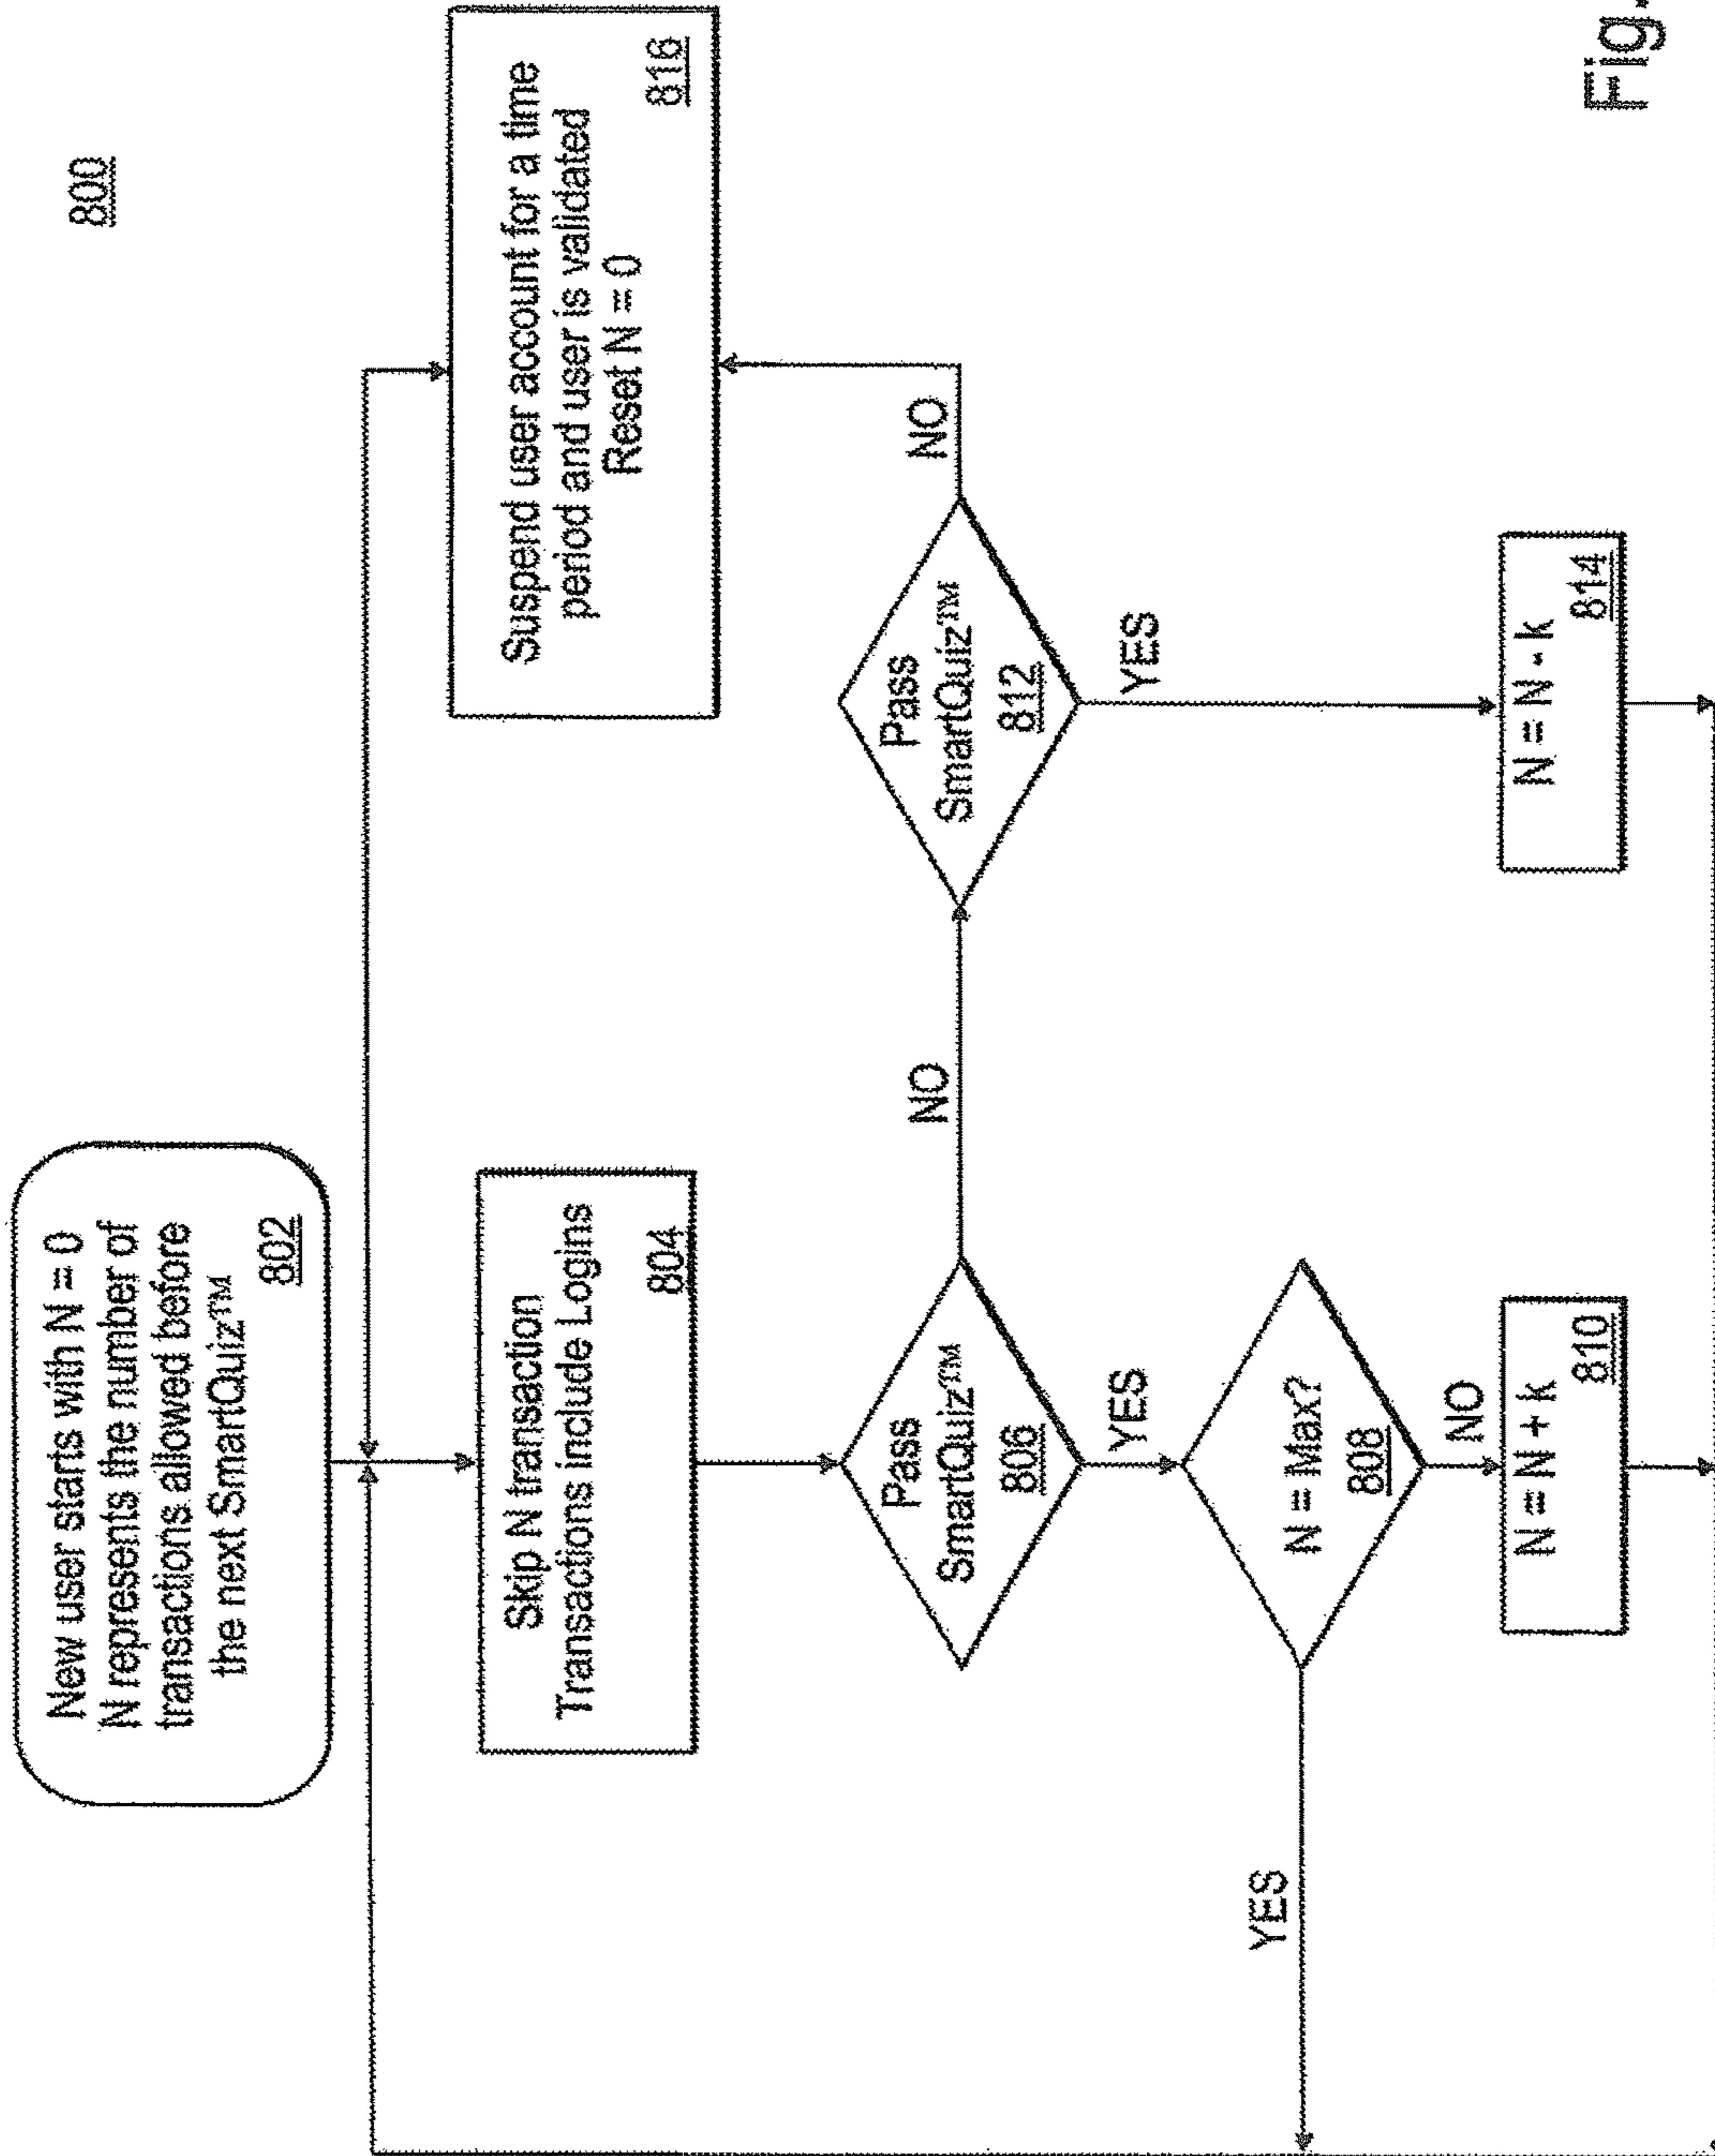 800
New user starts with N = 0
N represents the number of
transactions allowed before
the next SmartQuiz™
802
Skip N transaction
Transactions include Logins
804
Suspend user account for a time
period and user is validated
Reset N = 0
816
Pass
SmartQuiz™
806
NO
Pass
SmartQuiz™
812
NO
YES
YES
N = Max?
808
YES
NO
N = N + k
810
N = N - k
814
Fig.